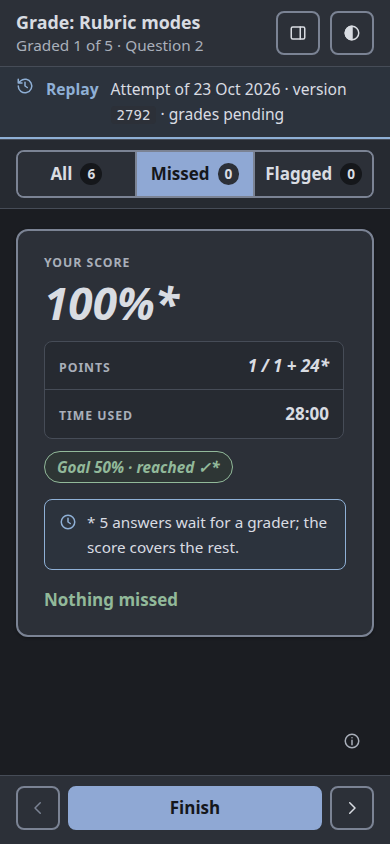 Grade: Rubric modes
Graded 1 of 5 · Question 2
Replay Attempt of 23 Oct 2026 · version
2792 · grades pending
All 6 Missed 0 Flagged 0
YOUR SCORE
100%*
POINTS 1 / 1 + 24*
TIME USED 28:00
Goal 50% · reached ✓*
* 5 answers wait for a grader; the
score covers the rest.
Nothing missed
Finish